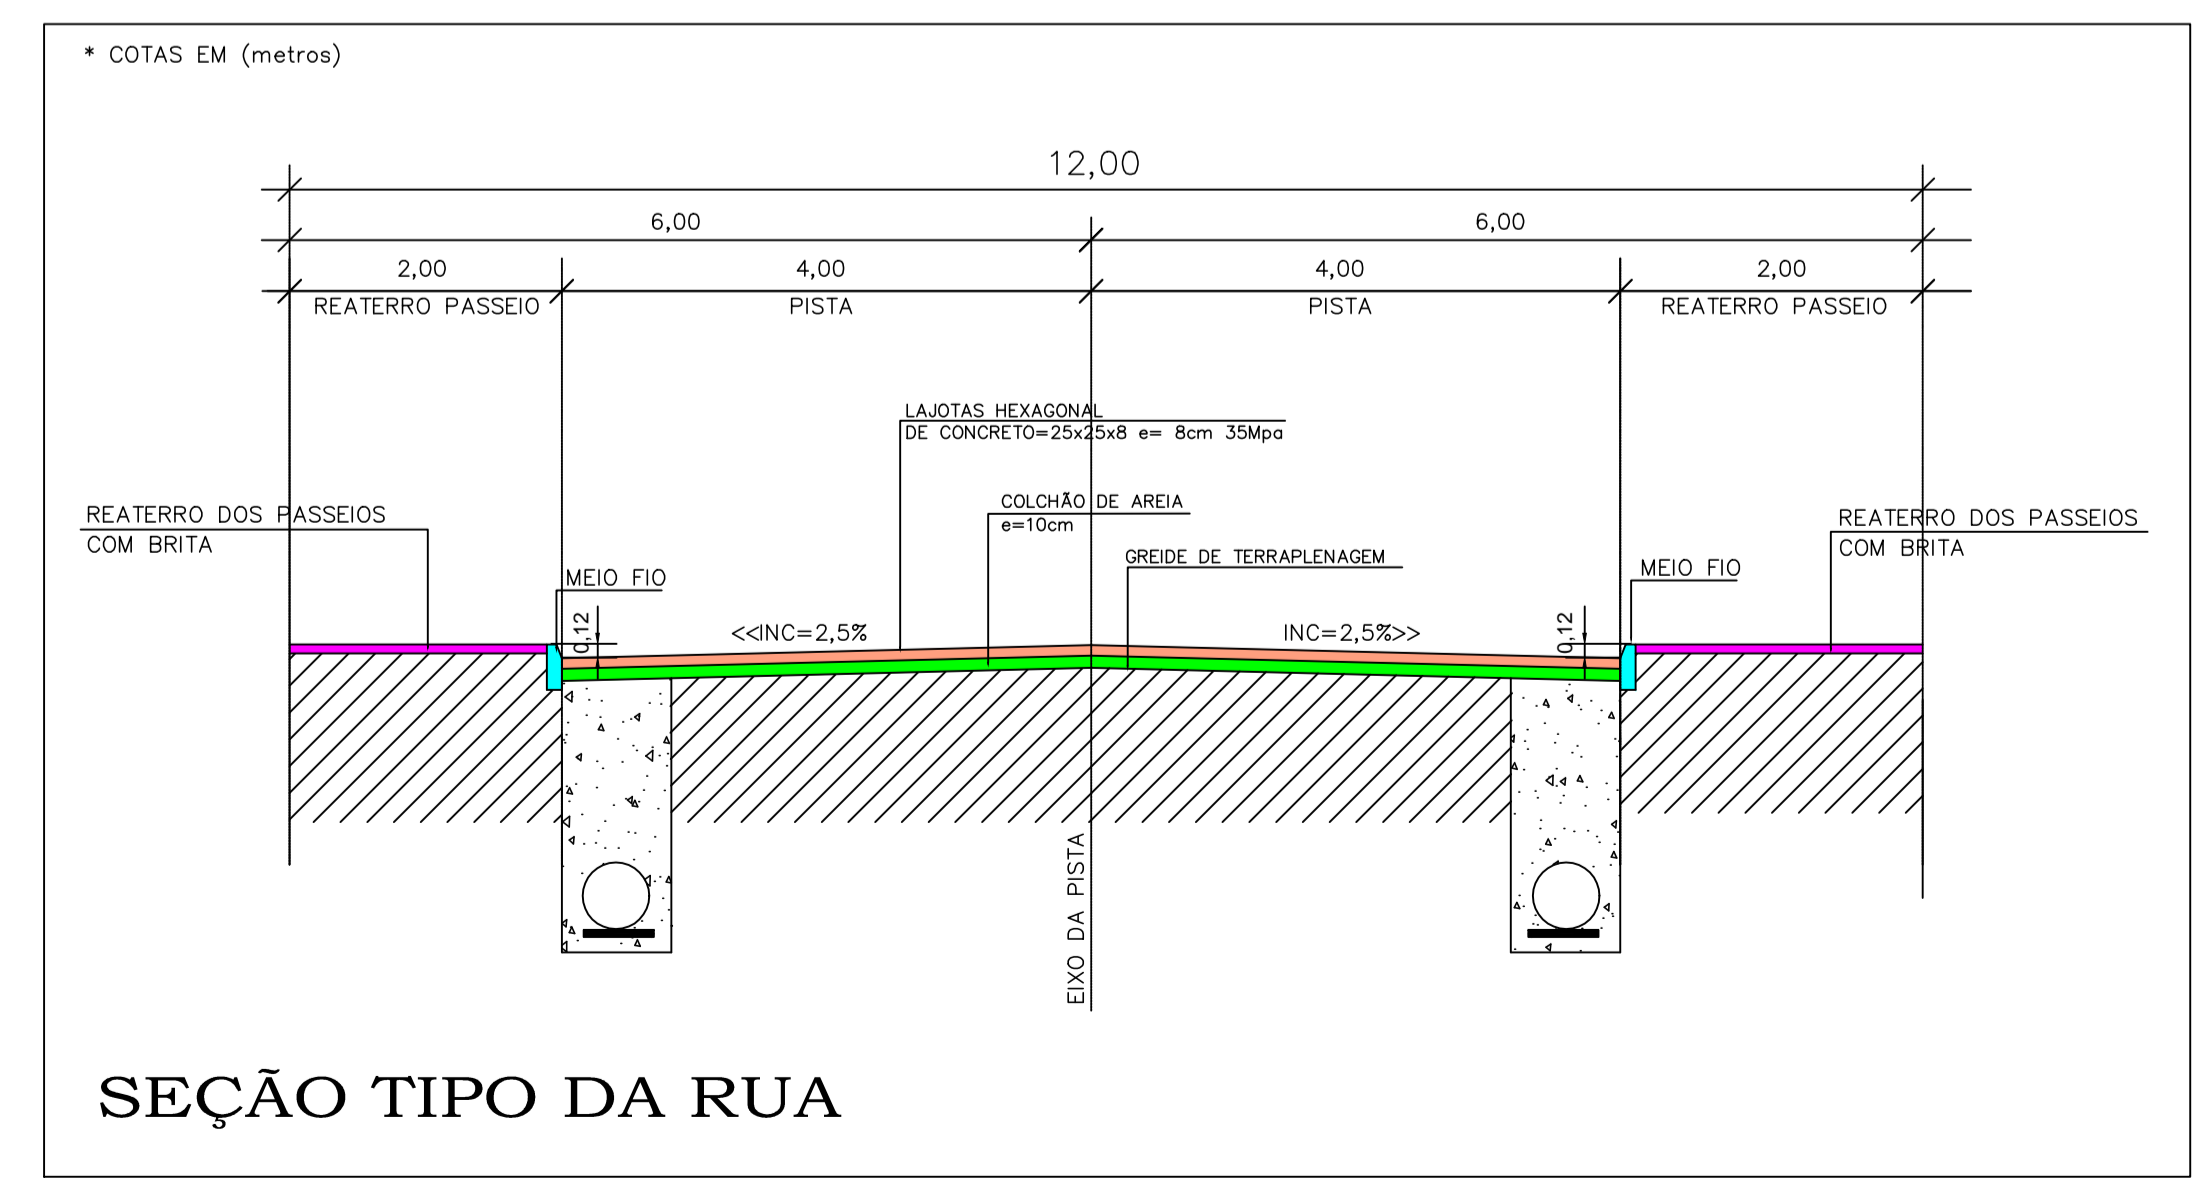 * COTAS EM (metros)
12,00
6,00
6,00
2,00
4,00
4,00
2,00
REATERRO PASSEIO
PISTA
PISTA
REATERRO PASSEIO
LAJOTAS HEXAGONAL
DE CONCRETO=25x25x8 e= 8cm 35Mpa
COLCHÃO DE AREIA
e=10cm
REATERRO DOS PASSEIOS
COM BRITA
REATERRO DOS PASSEIOS
COM BRITA
GREIDE DE TERRAPLENAGEM
MEIO FIO
MEIO FIO
0,12
<<INC=2,5%
INC=2,5%>>
0,12
EIXO DA PISTA
SEÇÃO TIPO DA RUA